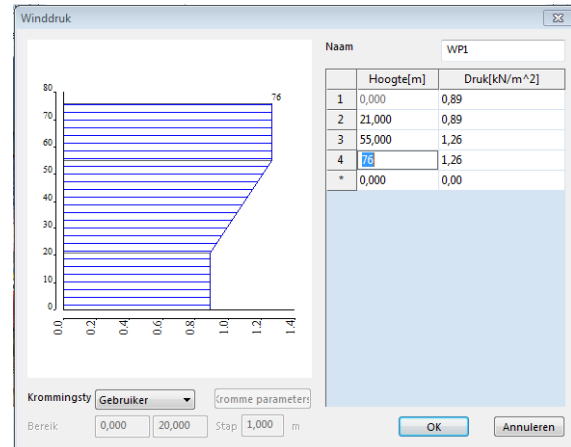 Winddruk
Naam WP1
Hoogte[m] Druk[kN/m^2]
1 0,000 0,89
2 21,000 0,89
3 55,000 1,26
4 76 1,26
* 0,000 0,00
76
80
70
60
50
40
30
20
10
0
0.0 0.2 0.4 0.6 0.8 1.0 1.2 1.4
Krommingsty Gebruiker Kromme parameters
Bereik 0,000 20,000 Stap 1,000 m
OK Annuleren